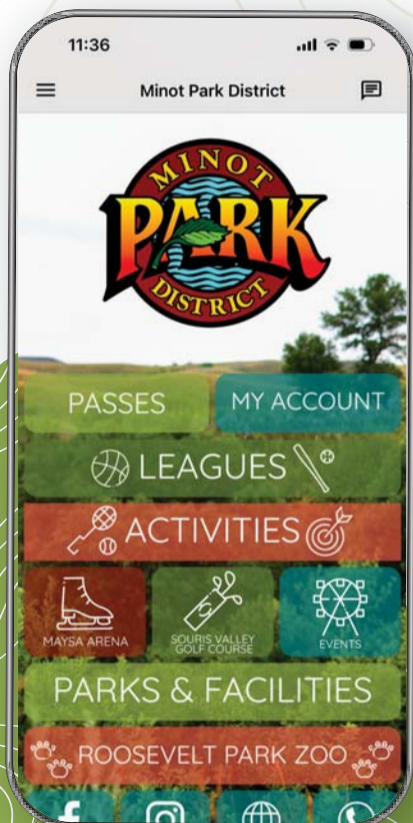 11:36
Minot Park District
MINOT
PARK
DISTRICT
PASSES
MY ACCOUNT
LEAGUES
ACTIVITIES
MAYSA ARENA
SOURIS VALLEY
GOLF COURSE
EVENTS
PARKS & FACILITIES
ROOSEVELT PARK ZOO